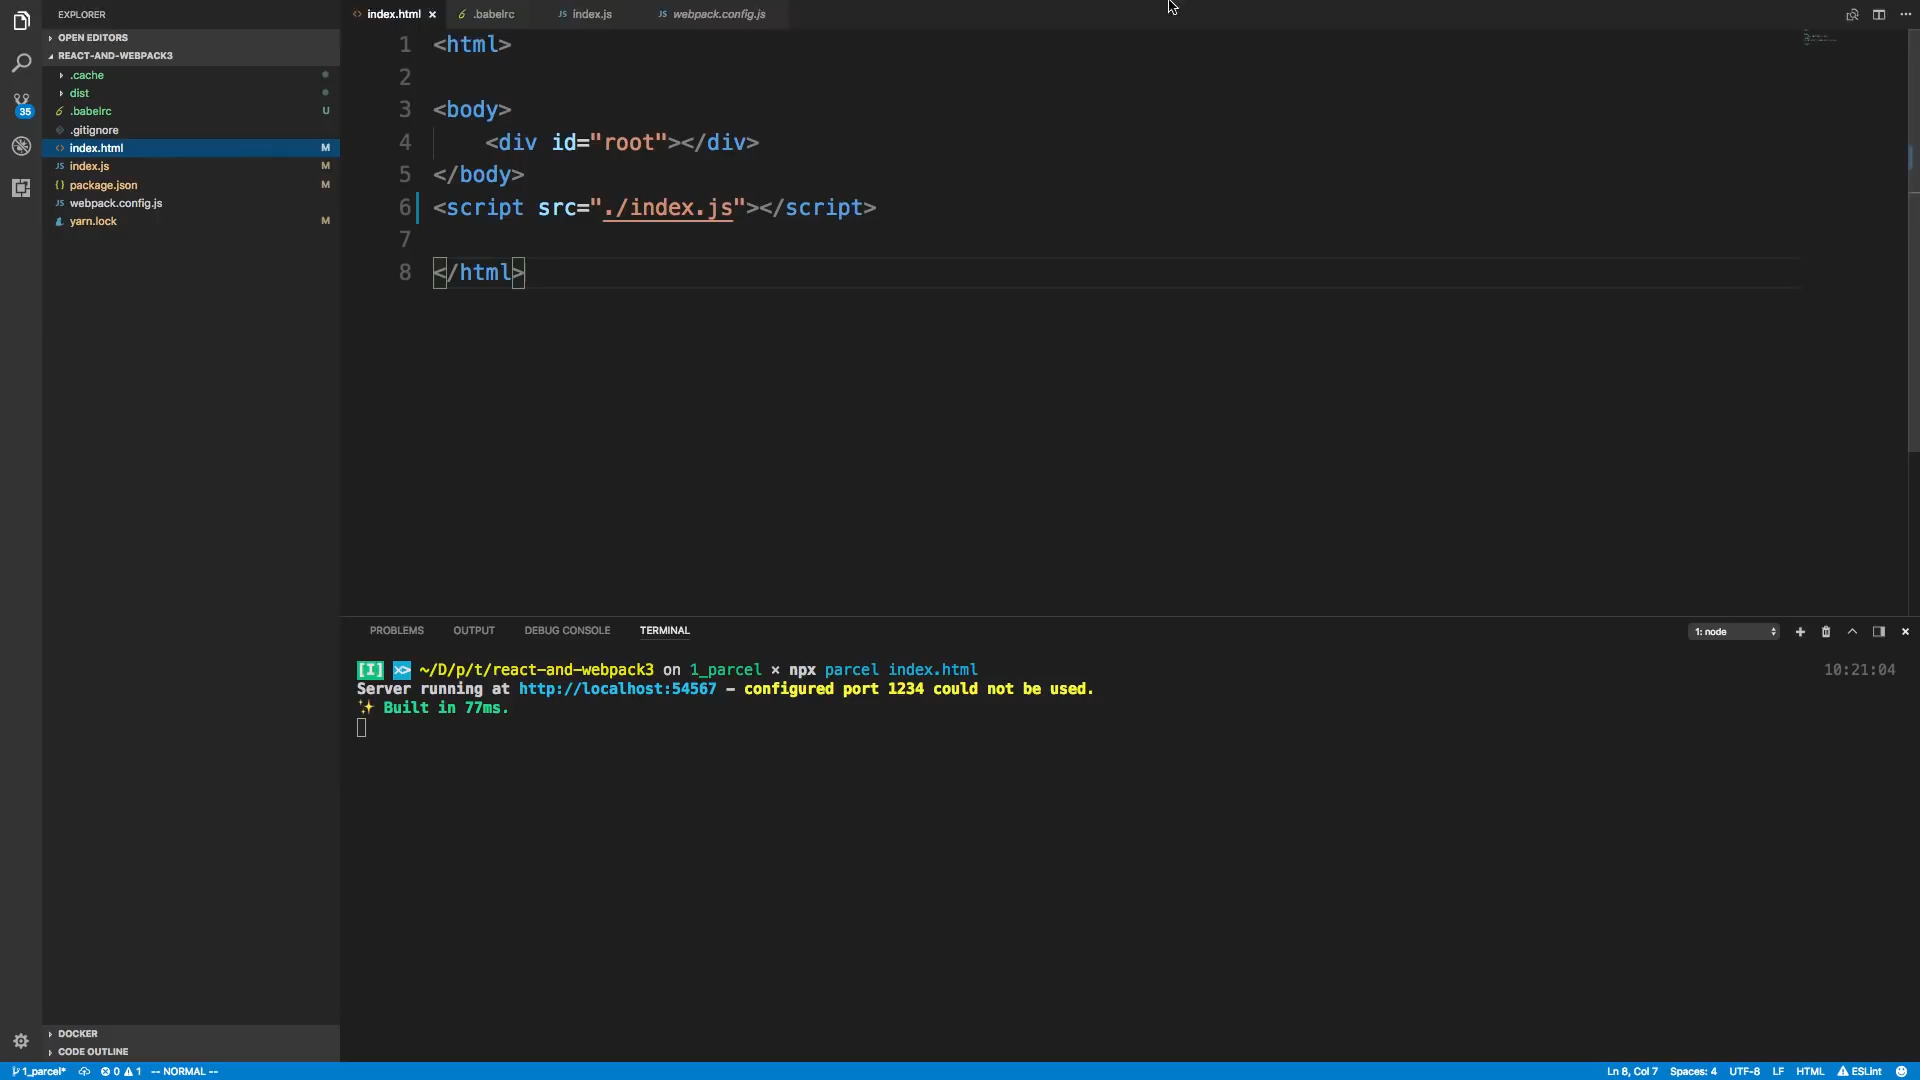 EXPLORER
OPEN EDITORS
REACT-AND-WEBPACK3
.cache
dist
.babelrc U
.gitignore
index.html M
JS index.js M
{} package.json M
JS webpack.config.js
yarn.lock M
35
DOCKER
CODE OUTLINE
index.html × .babelrc JS index.js JS webpack.config.js
1 <html>
2
3 <body>
4 <div id="root"></div>
5 </body>
6 <script src="./index.js"></script>
7
8 </html>
PROBLEMS OUTPUT DEBUG CONSOLE TERMINAL 1: node
[I] >> ~/D/p/t/react-and-webpack3 on 1_parcel × npx parcel index.html 10:21:04
Server running at http://localhost:54567 – configured port 1234 could not be used.
✨ Built in 77ms.
1_parcel* 0 1 -- NORMAL -- Ln 8, Col 7 Spaces: 4 UTF-8 LF HTML ESLint